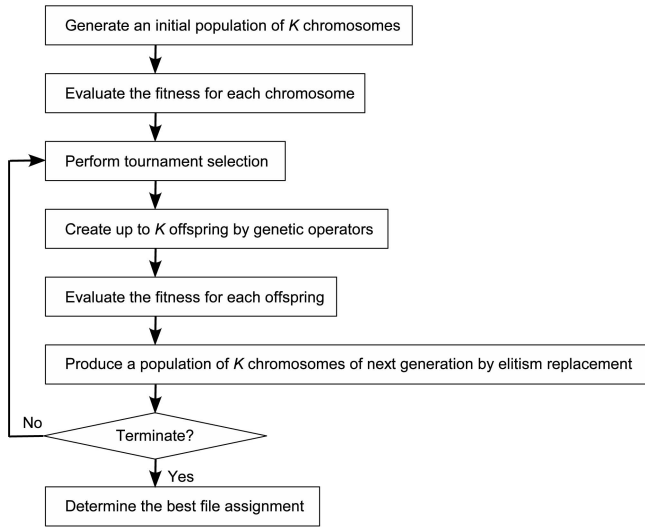 Generate an initial population of K chromosomes
Evaluate the fitness for each chromosome
Perform tournament selection
Create up to K offspring by genetic operators
Evaluate the fitness for each offspring
Produce a population of K chromosomes of next generation by elitism replacement
No
Terminate?
Yes
Determine the best file assignment